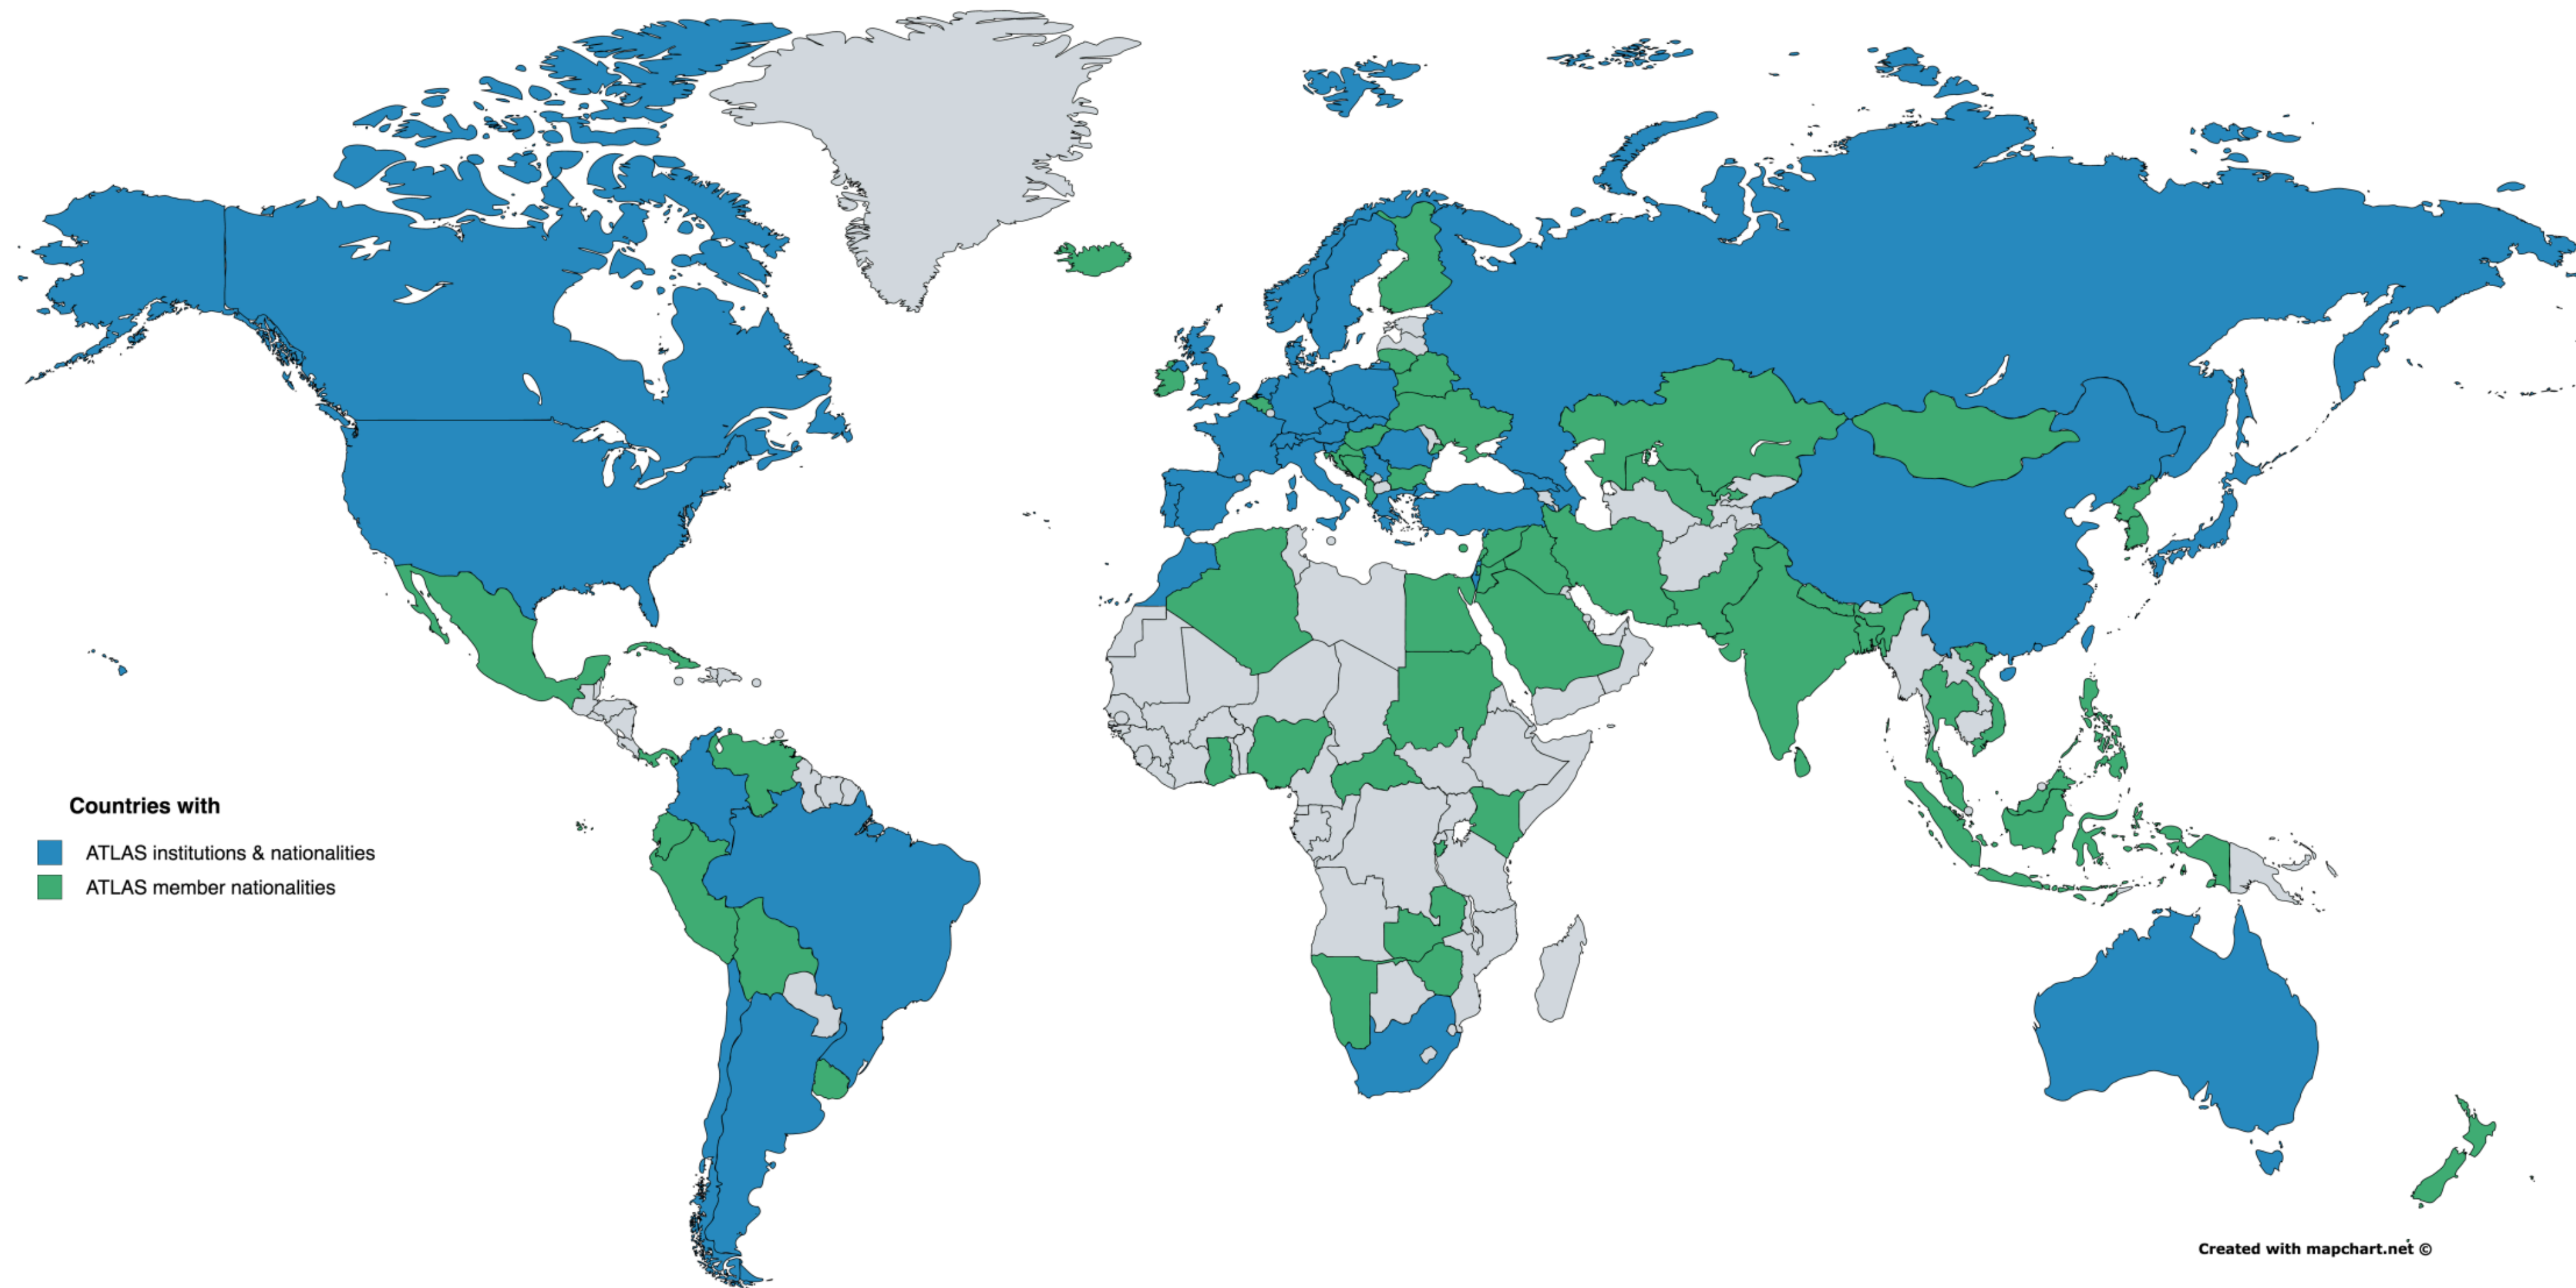 Countries with
ATLAS institutions & nationalities
ATLAS member nationalities
Created with mapchart.net ©